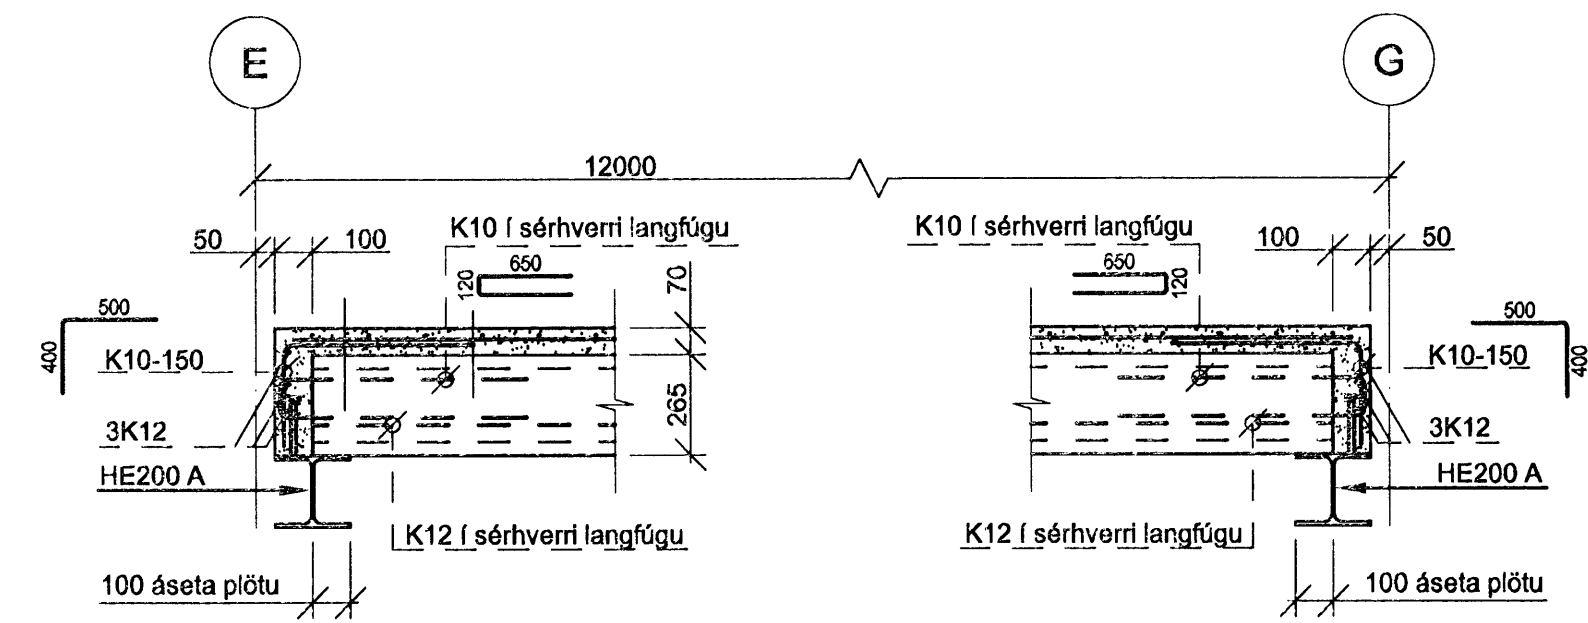 E
G
12000
K10 í sérhverri langfúgu
K10 í sérhverri langfúgu
50
100
100
50
650
120
70
650
120
500
400
500
400
K10-150
K10-150
265
3K12
3K12
HE200 A
HE200 A
K12 í sérhverri langfúgu
K12 í sérhverri langfúgu
100 áseta plötu
100 áseta plötu